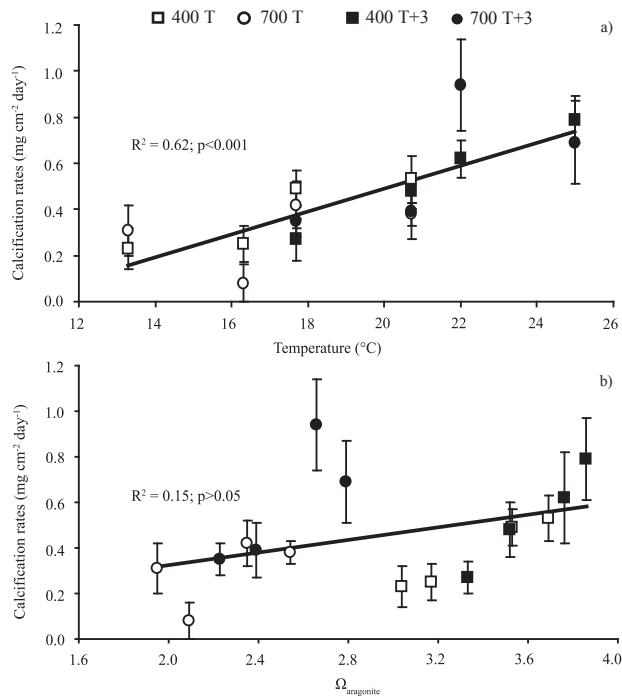 400 T 700 T 400 T+3 700 T+3
a)
1.2
1.0
0.8
0.6
0.4
0.2
0.0
Calcification rates (mg cm⁻² day⁻¹)
R² = 0.62; p<0.001
12 14 16 18 20 22 24 26
Temperature (°C)
b)
1.2
1.0
0.8
0.6
0.4
0.2
0.0
Calcification rates (mg cm⁻² day⁻¹)
R² = 0.15; p>0.05
1.6 2.0 2.4 2.8 3.2 3.6 4.0
Ωaragonite